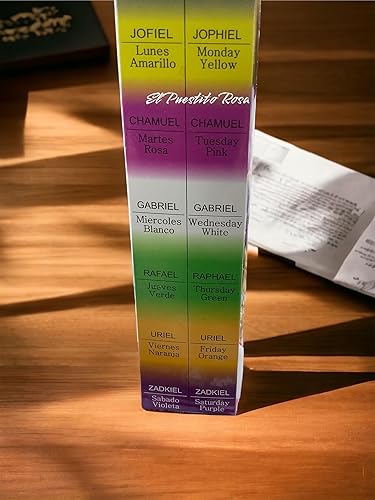 JOFIEL JOPHIEL
Lunes Monday
Amarillo Yellow
El Puestito Rosa
CHAMUEL CHAMUEL
Martes Tuesday
Rosa Pink
GABRIEL GABRIEL
Miercoles Wednesday
Blanco White
RAFAEL RAPHAEL
Jueves Thursday
Verde Green
URIEL URIEL
Viernes Friday
Naranja Orange
ZADKIEL ZADKIEL
Sabado Saturday
Violeta Purple